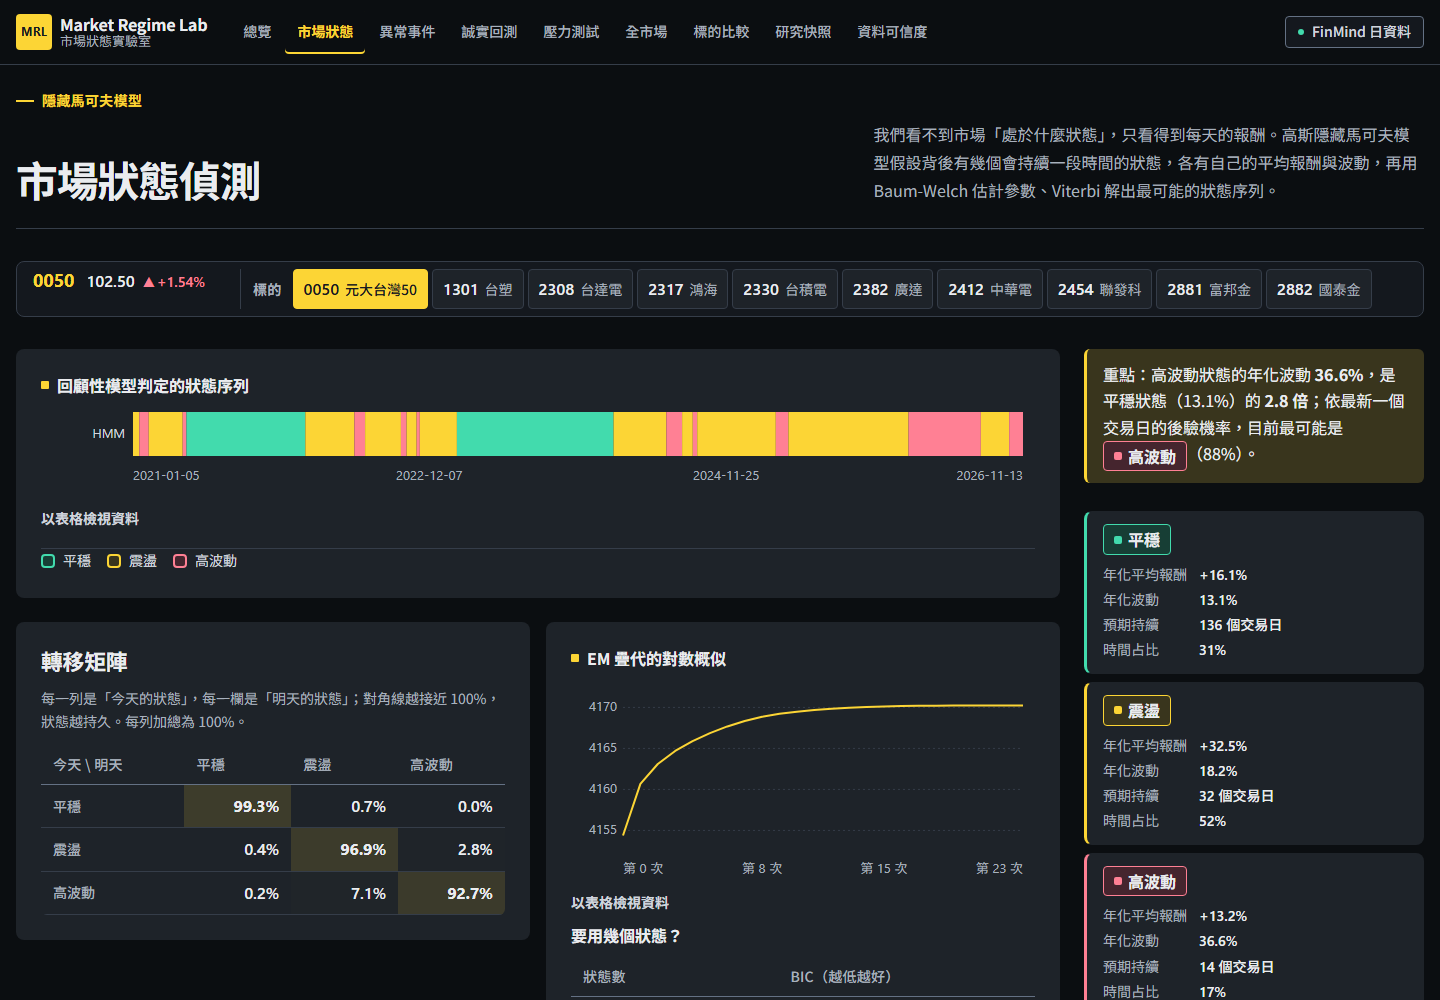 MRL
Market Regime Lab
市場狀態實驗室
總覽 市場狀態 異常事件 誠實回測 壓力測試 全市場 標的比較 研究快照 資料可信度
FinMind 日資料
隱藏馬可夫模型
市場狀態偵測
我們看不到市場「處於什麼狀態」，只看得到每天的報酬。高斯隱藏馬可夫模
型假設背後有幾個會持續一段時間的狀態，各有自己的平均報酬與波動，再用
Baum-Welch 估計參數、Viterbi 解出最可能的狀態序列。
0050 102.50 ▲+1.54%
標的 0050 元大台灣50 1301 台塑 2308 台達電 2317 鴻海 2330 台積電 2382 廣達 2412 中華電 2454 聯發科 2881 富邦金 2882 國泰金
回顧性模型判定的狀態序列
HMM
2021-01-05 2022-12-07 2024-11-25 2026-11-13
以表格檢視資料
平穩 震盪 高波動
重點：高波動狀態的年化波動 36.6%，是
平穩狀態（13.1%）的 2.8 倍；依最新一個
交易日的後驗機率，目前最可能是
高波動 （88%）。
平穩
年化平均報酬 +16.1%
年化波動 13.1%
預期持續 136 個交易日
時間占比 31%
震盪
年化平均報酬 +32.5%
年化波動 18.2%
預期持續 32 個交易日
時間占比 52%
高波動
年化平均報酬 +13.2%
年化波動 36.6%
預期持續 14 個交易日
時間占比 17%
轉移矩陣
每一列是「今天的狀態」，每一欄是「明天的狀態」；對角線越接近 100%，
狀態越持久。每列加總為 100%。
今天 \ 明天 平穩 震盪 高波動
平穩 99.3% 0.7% 0.0%
震盪 0.4% 96.9% 2.8%
高波動 0.2% 7.1% 92.7%
EM 疊代的對數概似
4170
4165
4160
4155
第 0 次 第 8 次 第 15 次 第 23 次
以表格檢視資料
要用幾個狀態？
狀態數 BIC（越低越好）